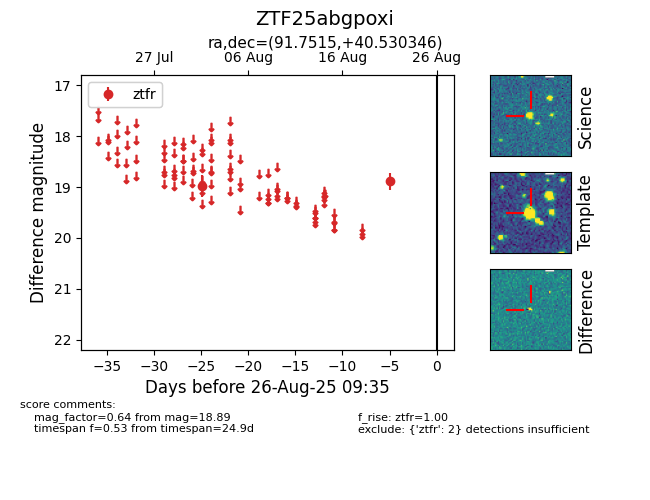 ZTF25abgpoxi
ra,dec=(91.7515,+40.530346)
27 Jul
06 Aug
16 Aug
26 Aug
ztfr
17
18
19
20
21
22
Difference magnitude
−35
−30
−25
−20
−15
−10
−5
0
Days before 26-Aug-25 09:35
Science
Template
Difference
score comments:
mag_factor=0.64 from mag=18.89
timespan f=0.53 from timespan=24.9d
f_rise: ztfr=1.00
exclude: {'ztfr': 2} detections insufficient